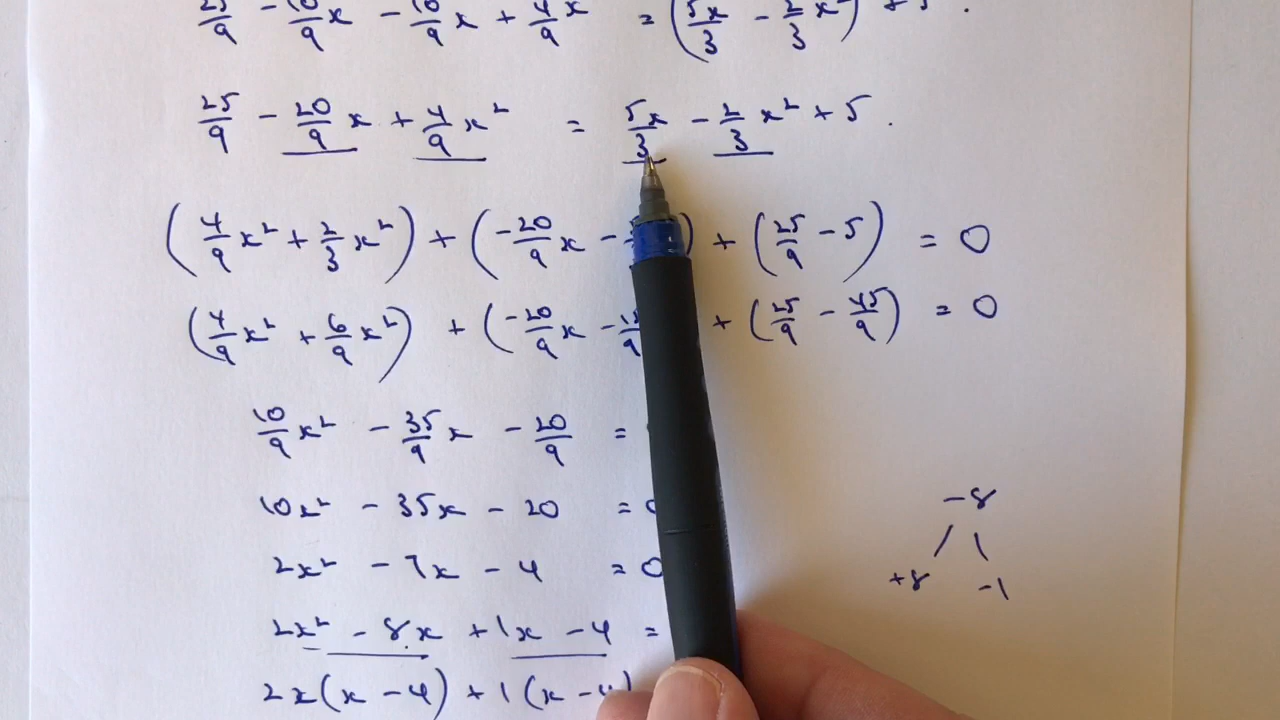 25/9 - 10/9 x - 10/9 x + 4/9 x = (5x/3 - 2/3 x²) + 5.
25/9 - 20/9 x + 4/9 x² = 5x/3 - 2/3 x² + 5.
(4/9 x² + 2/3 x²) + (-20/9 x - ) + (25/9 - 5) = 0
(4/9 x² + 6/9 x²) + (-20/9 x - ) + (25/9 - 45/9) = 0
10/9 x² - 35/9 x - 20/9 =
10x² - 35x - 20 = 0
2x² - 7x - 4 = 0
2x² - 8x + 1x - 4 =
2x(x - 4) + 1(x - 4)
-8
+8 -1